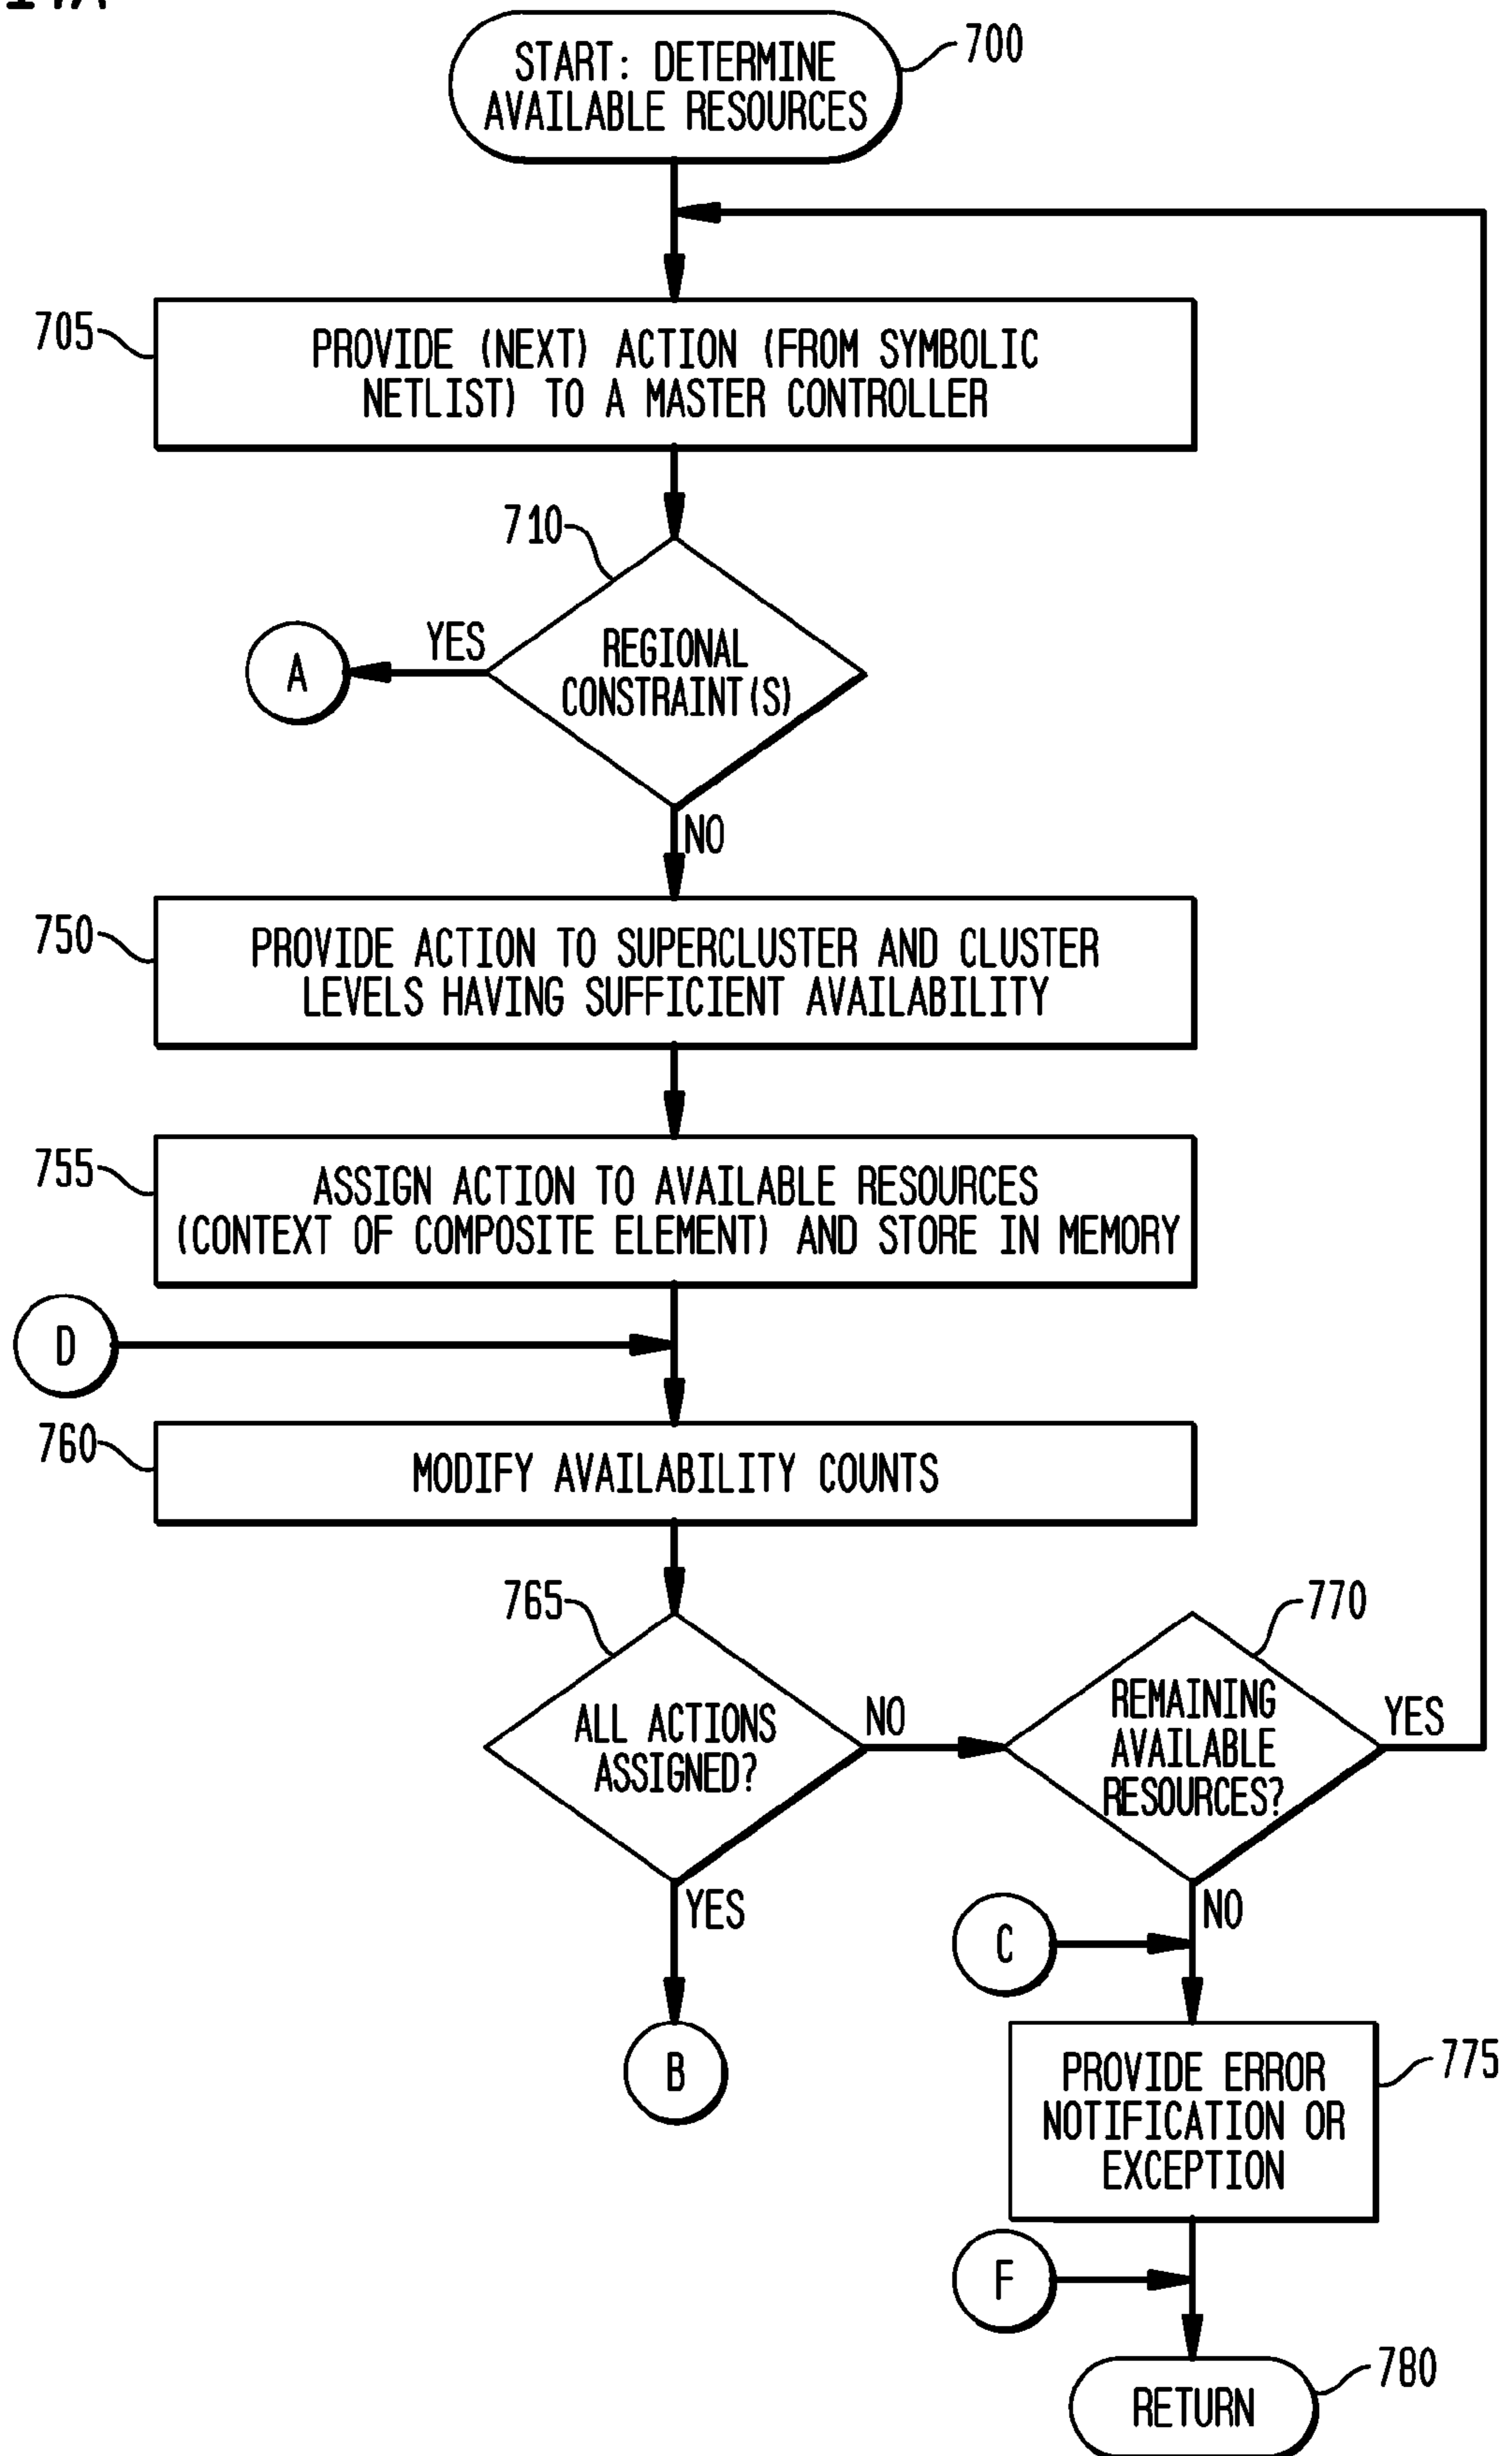 START: DETERMINE
AVAILABLE RESOURCES
700
705
PROVIDE (NEXT) ACTION (FROM SYMBOLIC
NETLIST) TO A MASTER CONTROLLER
710
REGIONAL
CONSTRAINT(S)
YES
A
NO
750
PROVIDE ACTION TO SUPERCLUSTER AND CLUSTER
LEVELS HAVING SUFFICIENT AVAILABILITY
755
ASSIGN ACTION TO AVAILABLE RESOURCES
(CONTEXT OF COMPOSITE ELEMENT) AND STORE IN MEMORY
D
760
MODIFY AVAILABILITY COUNTS
765
ALL ACTIONS
ASSIGNED?
NO
770
REMAINING
AVAILABLE
RESOURCES?
YES
YES
B
NO
C
775
PROVIDE ERROR
NOTIFICATION OR
EXCEPTION
F
780
RETURN